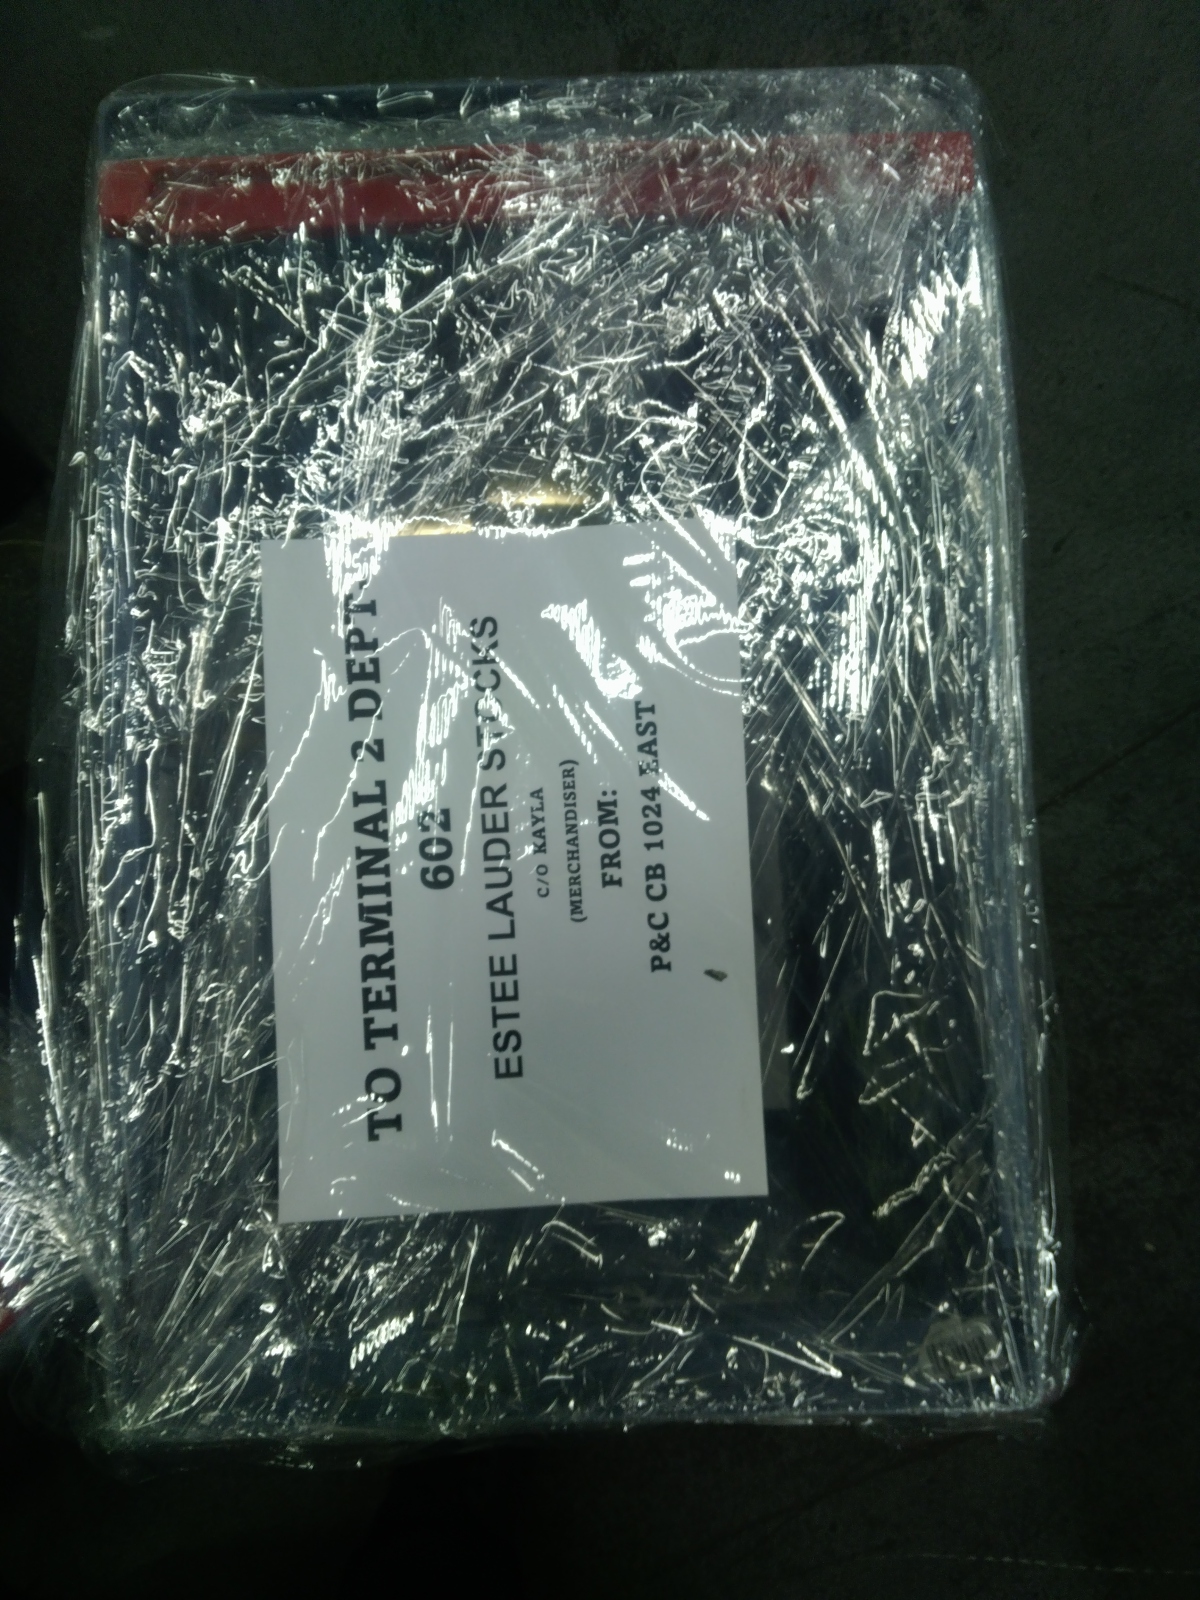 TO TERMINAL 2 DEPT.
602
ESTEE LAUDER STOCKS
C/O KAYLA
(MERCHANDISER)
FROM:
P&C CB 1024 EAST